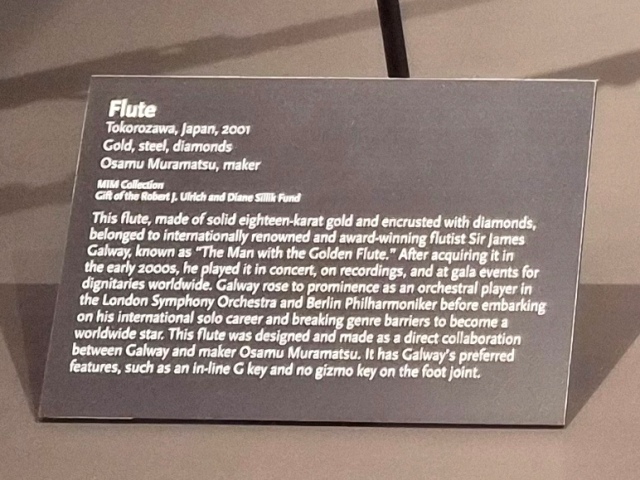 Flute
Tokorozawa, Japan, 2001
Gold, steel, diamonds
Osamu Muramatsu, maker
MIM Collection
Gift of the Robert J. Ulrich and Diane Sillik Fund
This flute, made of solid eighteen-karat gold and encrusted with diamonds,
belonged to internationally renowned and award-winning flutist Sir James
Galway, known as "The Man with the Golden Flute." After acquiring it in
the early 2000s, he played it in concert, on recordings, and at gala events for
dignitaries worldwide. Galway rose to prominence as an orchestral player in
the London Symphony Orchestra and Berlin Philharmoniker before embarking
on his international solo career and breaking genre barriers to become a
worldwide star. This flute was designed and made as a direct collaboration
between Galway and maker Osamu Muramatsu. It has Galway's preferred
features, such as an in-line G key and no gizmo key on the foot joint.